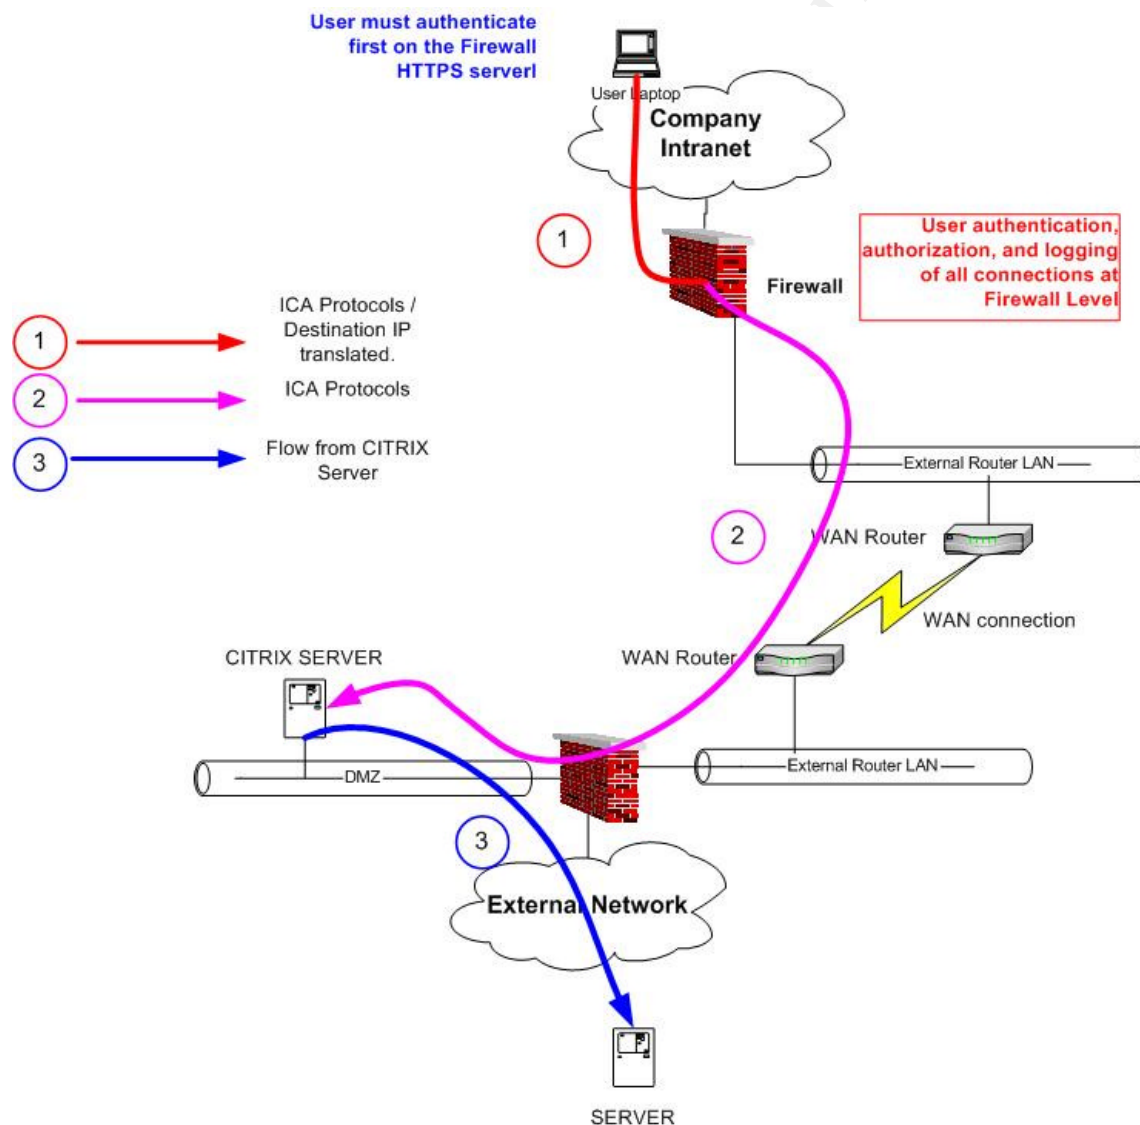 User must authenticate
first on the Firewall
HTTPS serverl
User Laptop
Company
Intranet
1
User authentication,
authorization, and logging
of all connections at
Firewall Level
Firewall
1
ICA Protocols /
Destination IP
translated.
2
ICA Protocols
3
Flow from CITRIX
Server
External Router LAN
2
WAN Router
WAN connection
WAN Router
CITRIX SERVER
DMZ
External Router LAN
3
External Network
SERVER